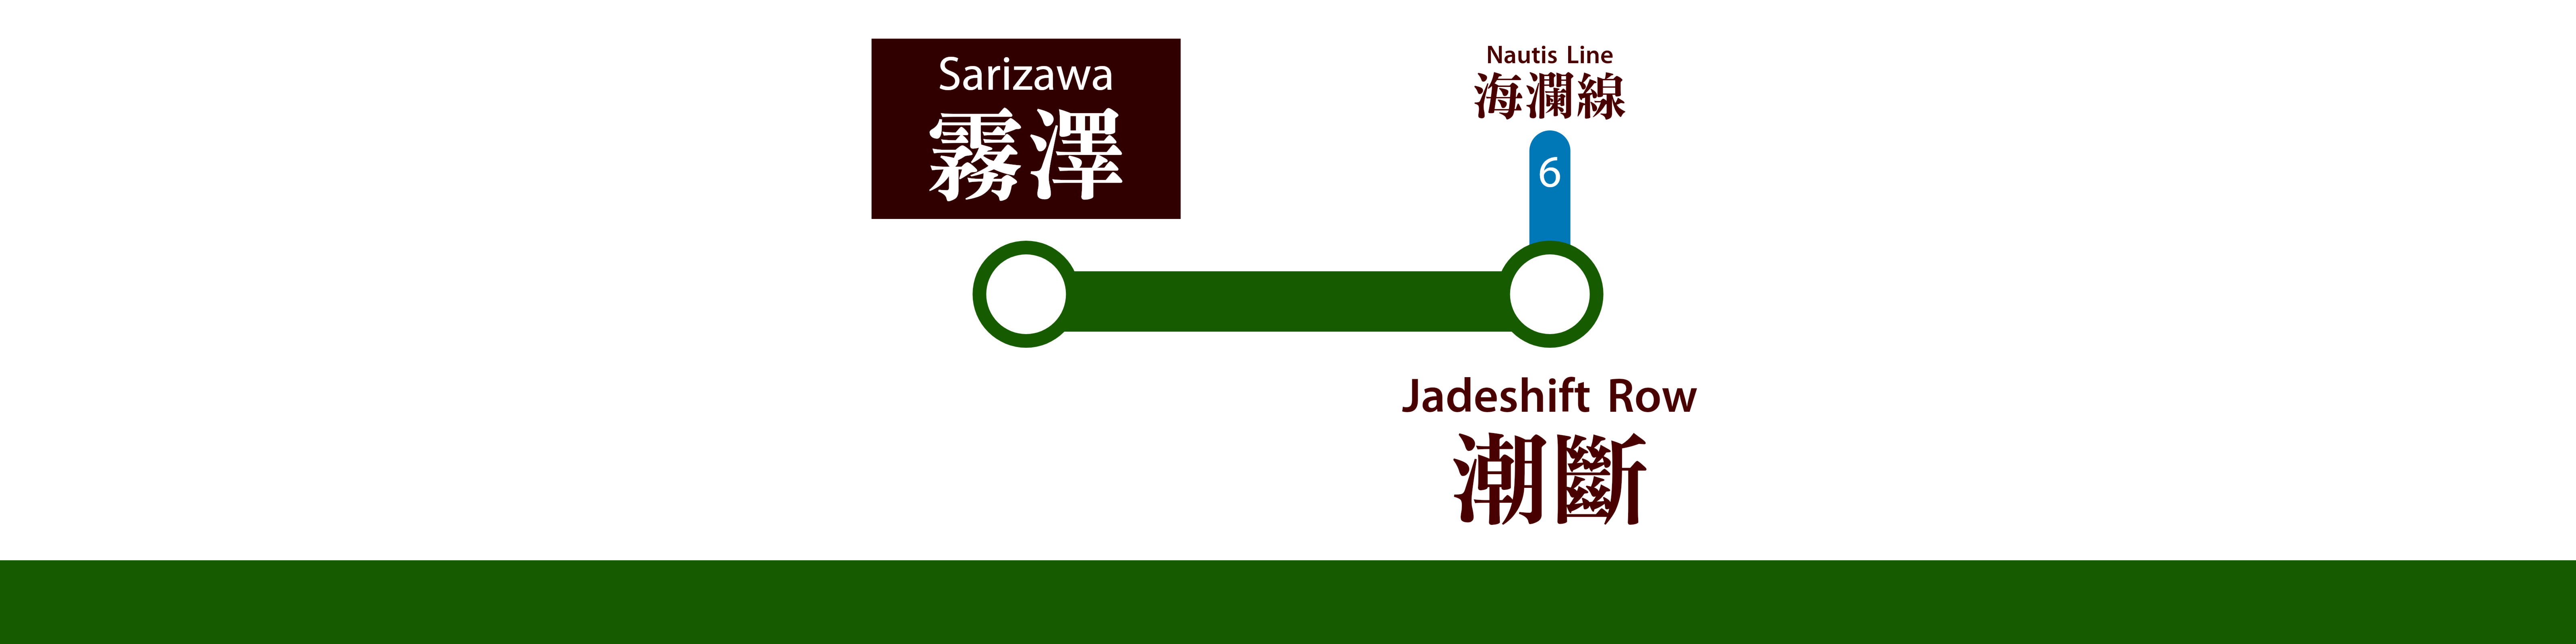 Sarizawa
霧澤
Nautis Line
海瀾線
6
Jadeshift Row
潮斷